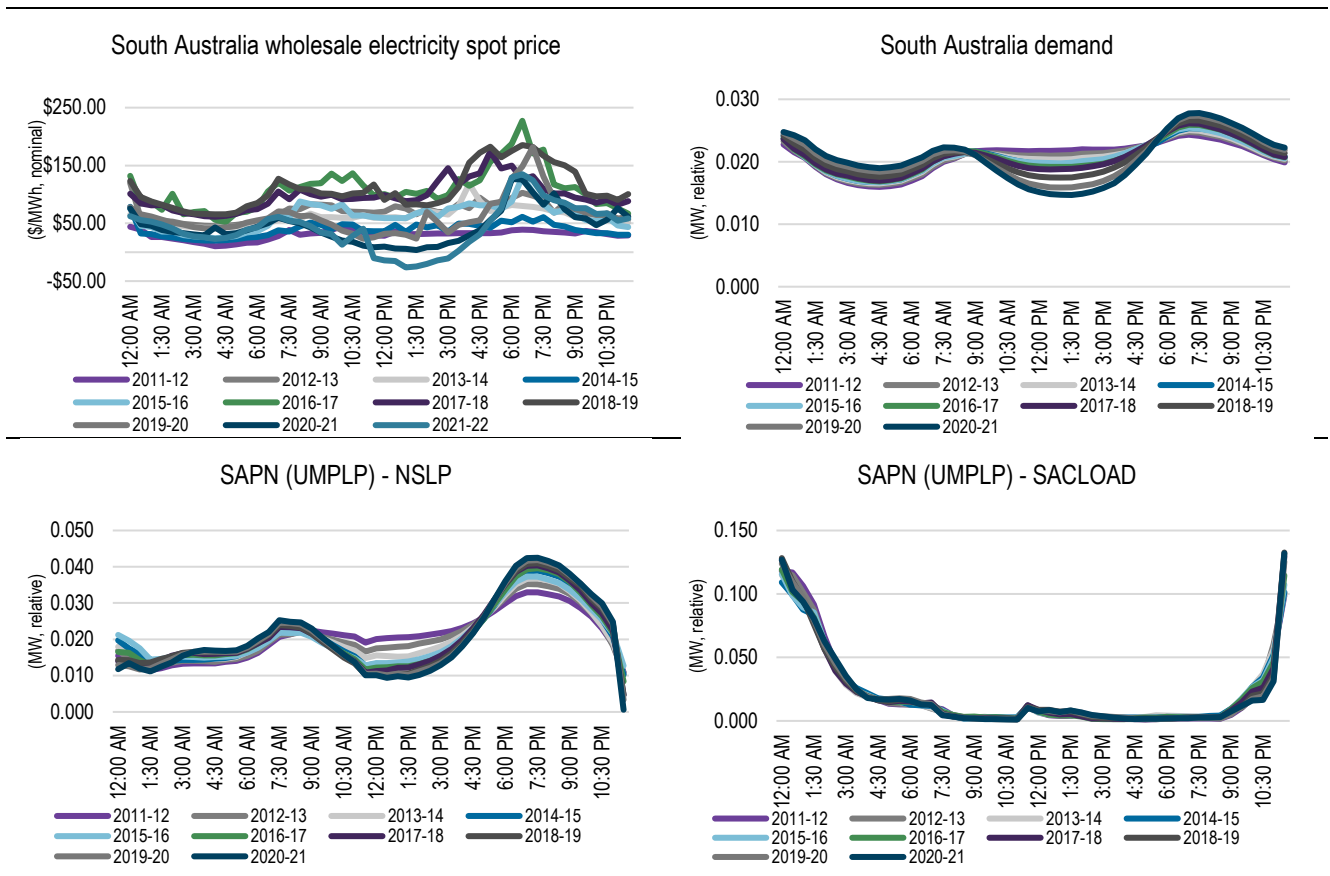 South Australia wholesale electricity spot price
($/MWh, nominal)
$250.00
$150.00
$50.00
-$50.00
12:00 AM
1:30 AM
3:00 AM
4:30 AM
6:00 AM
7:30 AM
9:00 AM
10:30 AM
12:00 PM
1:30 PM
3:00 PM
4:30 PM
6:00 PM
7:30 PM
9:00 PM
10:30 PM
2011-12 2012-13 2013-14 2014-15
2015-16 2016-17 2017-18 2018-19
2019-20 2020-21 2021-22
South Australia demand
(MW, relative)
0.030
0.020
0.010
0.000
12:00 AM
1:30 AM
3:00 AM
4:30 AM
6:00 AM
7:30 AM
9:00 AM
10:30 AM
12:00 PM
1:30 PM
3:00 PM
4:30 PM
6:00 PM
7:30 PM
9:00 PM
10:30 PM
2011-12 2012-13 2013-14 2014-15
2015-16 2016-17 2017-18 2018-19
2019-20 2020-21
SAPN (UMPLP) - NSLP
(MW, relative)
0.050
0.040
0.030
0.020
0.010
0.000
12:00 AM
1:30 AM
3:00 AM
4:30 AM
6:00 AM
7:30 AM
9:00 AM
10:30 AM
12:00 PM
1:30 PM
3:00 PM
4:30 PM
6:00 PM
7:30 PM
9:00 PM
10:30 PM
2011-12 2012-13 2013-14 2014-15
2015-16 2016-17 2017-18 2018-19
2019-20 2020-21
SAPN (UMPLP) - SACLOAD
(MW, relative)
0.150
0.100
0.050
0.000
12:00 AM
1:30 AM
3:00 AM
4:30 AM
6:00 AM
7:30 AM
9:00 AM
10:30 AM
12:00 PM
1:30 PM
3:00 PM
4:30 PM
6:00 PM
7:30 PM
9:00 PM
10:30 PM
2011-12 2012-13 2013-14 2014-15
2015-16 2016-17 2017-18 2018-19
2019-20 2020-21